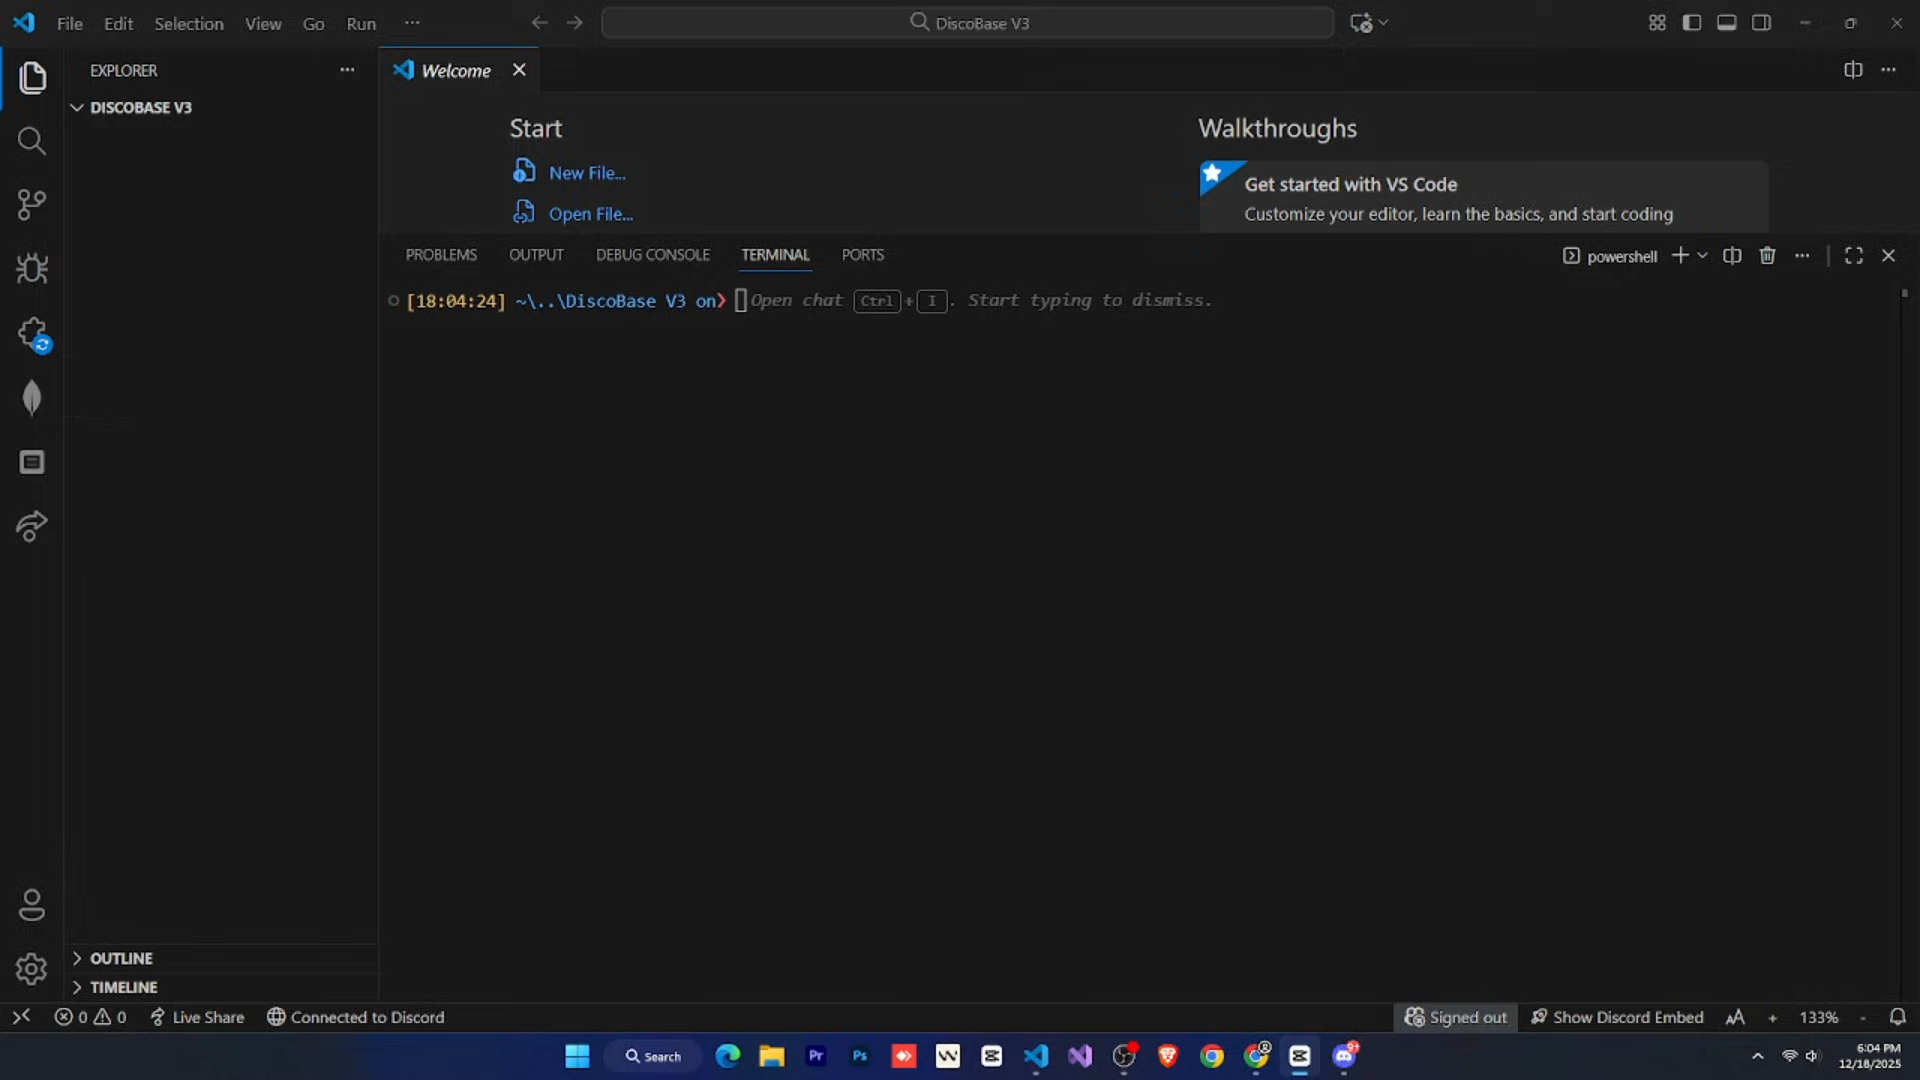 File Edit Selection View Go Run ···
DiscoBase V3
EXPLORER ···
DISCOBASE V3
Welcome
Start
New File...
Open File...
Walkthroughs
Get started with VS Code
Customize your editor, learn the basics, and start coding
PROBLEMS OUTPUT DEBUG CONSOLE TERMINAL PORTS
powershell
[18:04:24] ~\..\DiscoBase V3 on❯ Open chat Ctrl+I. Start typing to dismiss.
OUTLINE
TIMELINE
0 0 Live Share Connected to Discord
Signed out Show Discord Embed + 133% -
Search
Pr Ps
9+
6:04 PM
12/18/2025